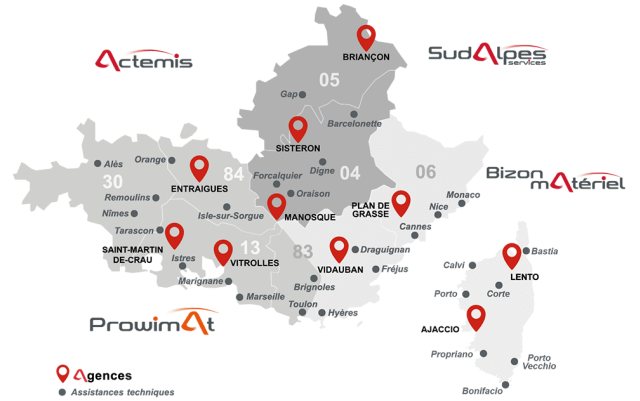 Actemis
SudAlpes
services
BRIANÇON
05
Gap
Barcelonette
SISTERON
Alès
Orange
84
30
ENTRAIGUES
Forcalquier
Digne
04
06
Bizon
mAtériel
Romoulins
Oraison
Nîmes
Isle-sur-Sorgue
MANOSQUE
PLAN DE
GRASSE
Monaco
Nice
Cannes
Tarascon
SAINT-MARTIN
DE-CRAU
Istres
13
VITROLLES
83
VIDAUBAN
Draguignan
Fréjus
Marignane
Brignoles
Marseille
Toulon
Hyères
Bastia
Calvi
LENTO
Porto
Corte
AJACCIO
Propriano
Porto
Vecchio
Bonifacio
ProwimAt
Agences
Assistances techniques